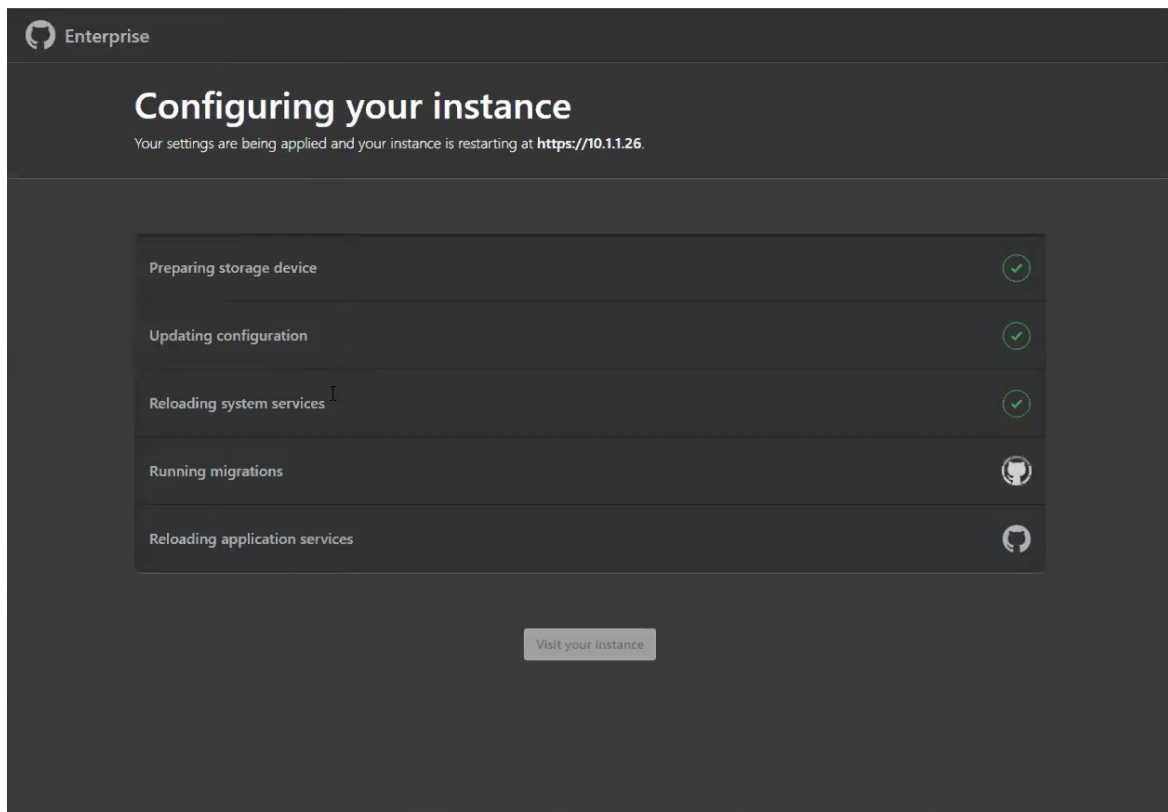 Enterprise
Configuring your instance
Your settings are being applied and your instance is restarting at https://10.1.1.26.
Preparing storage device
Updating configuration
Reloading system services
Running migrations
Reloading application services
Visit your instance